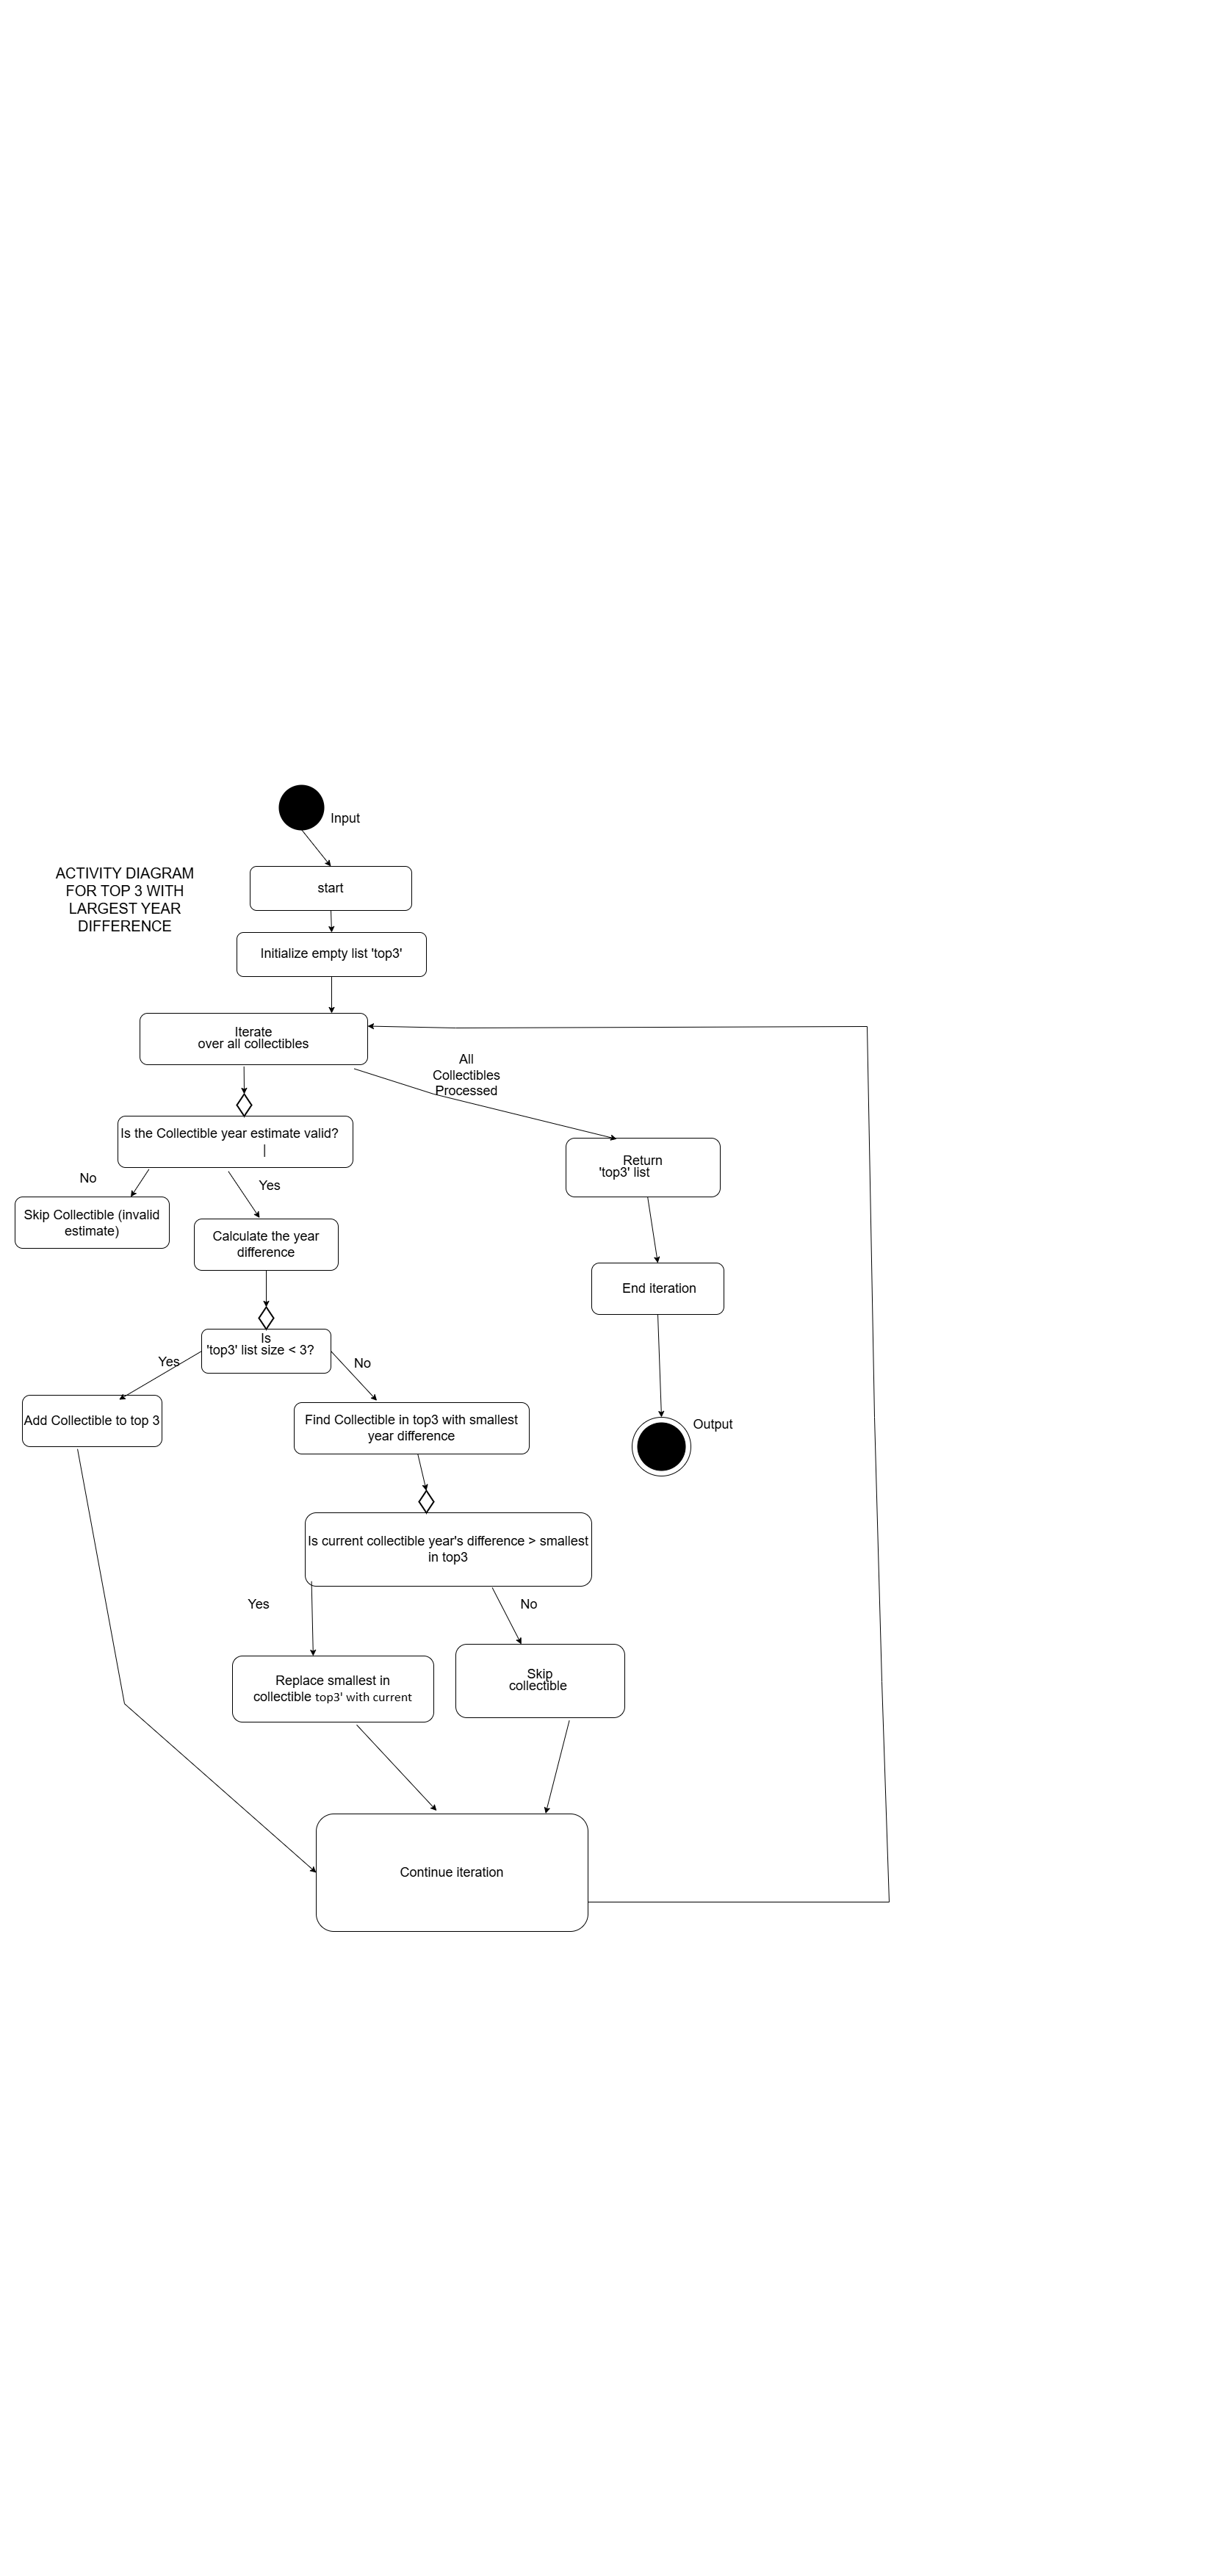 Input
ACTIVITY DIAGRAM
FOR TOP 3 WITH
LARGEST YEAR
DIFFERENCE
start
Initialize empty list 'top3'
Iterate
over all collectibles
All
Collectibles
Processed
Is the Collectible year estimate valid?
|
Return
'top3' list
No
Yes
Skip Collectible (invalid
estimate)
Calculate the year
difference
End iteration
Is
'top3' list size < 3?
Yes
No
Add Collectible to top 3
Find Collectible in top3 with smallest
year difference
Output
Is current collectible year's difference > smallest
in top3
Yes
No
Replace smallest in
collectible top3' with current
Skip
collectible
Continue iteration